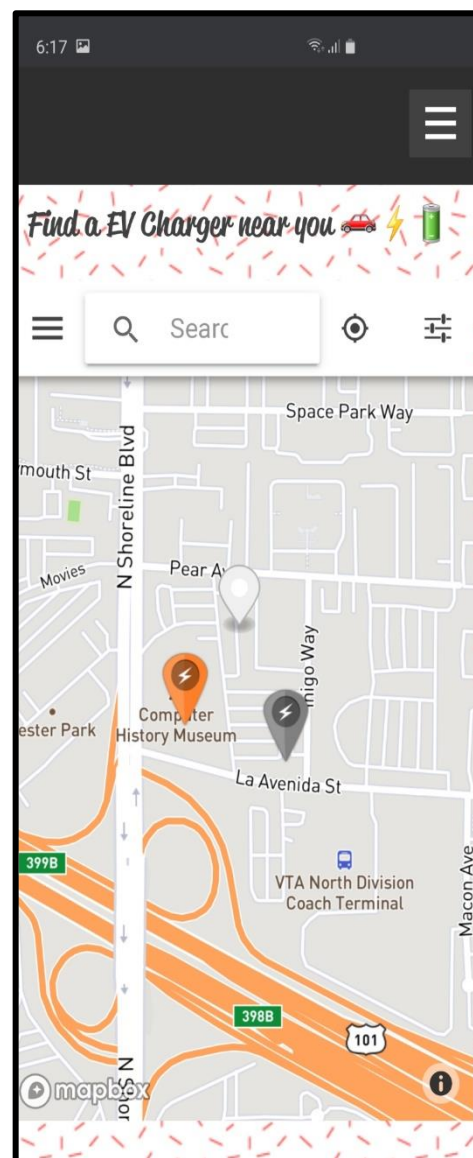 6:17
Find a EV Charger near you
Searc
Space Park Way
mouth St
N Shoreline Blvd
Pear Av
Movies
inigo Way
Computer
History Museum
ester Park
La Avenida St
399B
VTA North Division
Coach Terminal
Macon Ave
398B
101
N Shor
mapbox